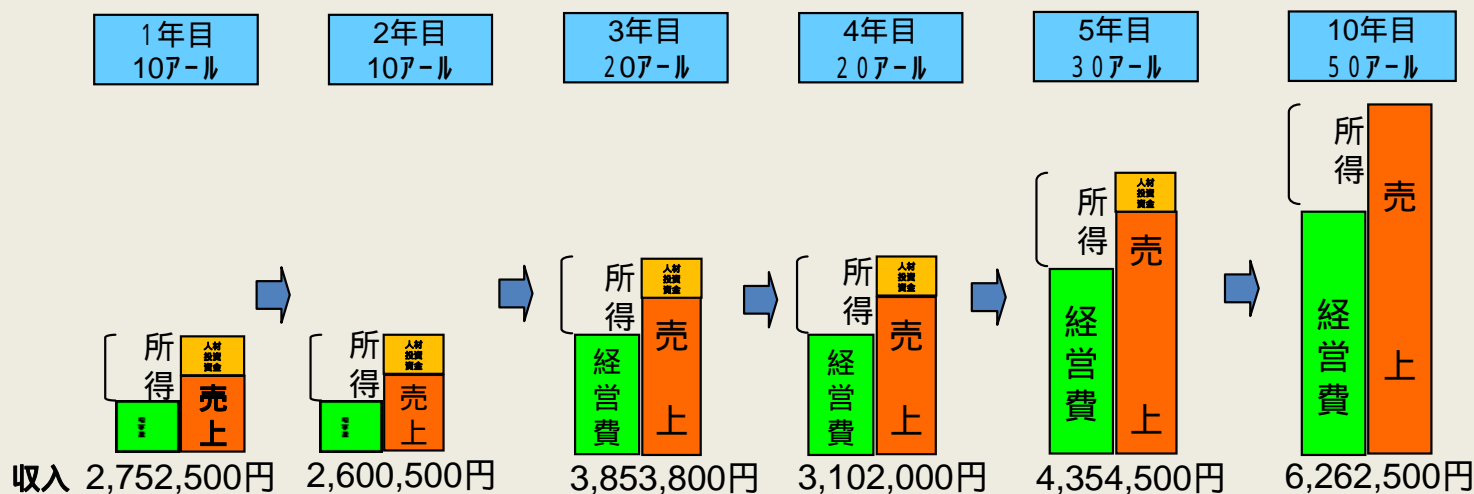 1年目
10アール
2年目
10アール
3年目
20アール
4年目
20アール
5年目
30アール
10年目
50アール
所得
経営費
人材
投資
資金
売上
所得
経営費
人材
投資
資金
売上
所得
経営費
人材
投資
資金
売上
所得
経営費
人材
投資
資金
売上
所得
経営費
人材
投資
資金
売上
所得
経営費
売上
収入 2,752,500円 2,600,500円 3,853,800円 3,102,000円 4,354,500円 6,262,500円